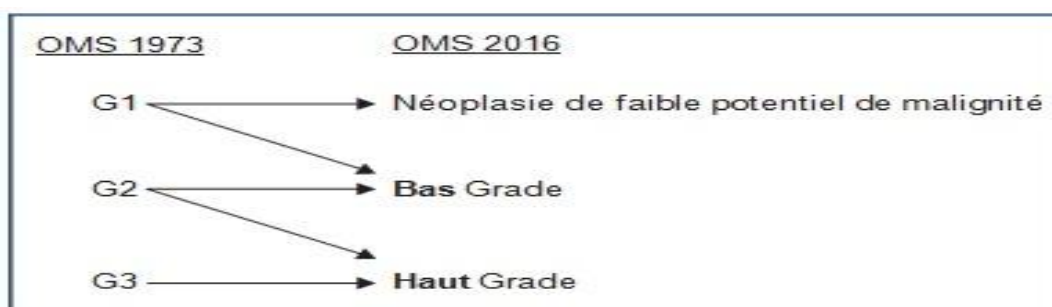 OMS 1973 OMS 2016
G1 Néoplasie de faible potentiel de malignité
G2 Bas Grade
G3 Haut Grade